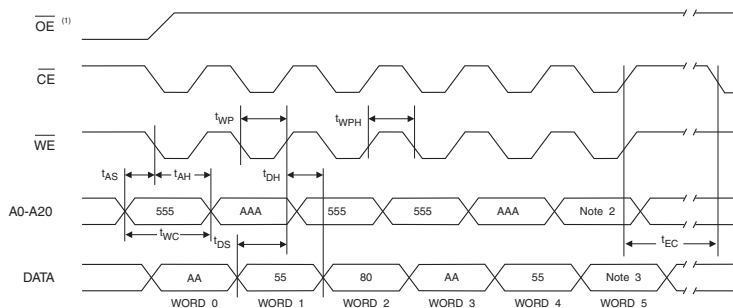 OE (1)
CE
tWP
tWPH
WE
tAS
tAH
tDH
A0-A20
555
AAA
555
555
AAA
Note 2
tWC
tDS
tEC
DATA
AA
55
80
AA
55
Note 3
WORD 0
WORD 1
WORD 2
WORD 3
WORD 4
WORD 5